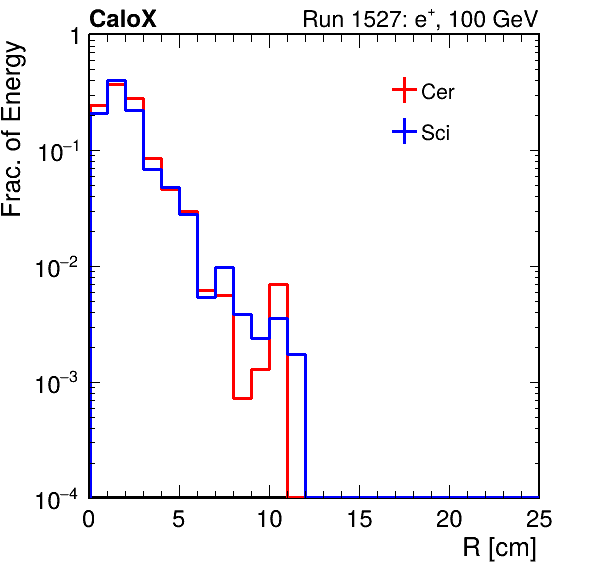 CaloX Run 1527: e⁺, 100 GeV
Frac. of Energy
Cer
Sci
1
10⁻¹
10⁻²
10⁻³
10⁻⁴
0 5 10 15 20 25
R [cm]